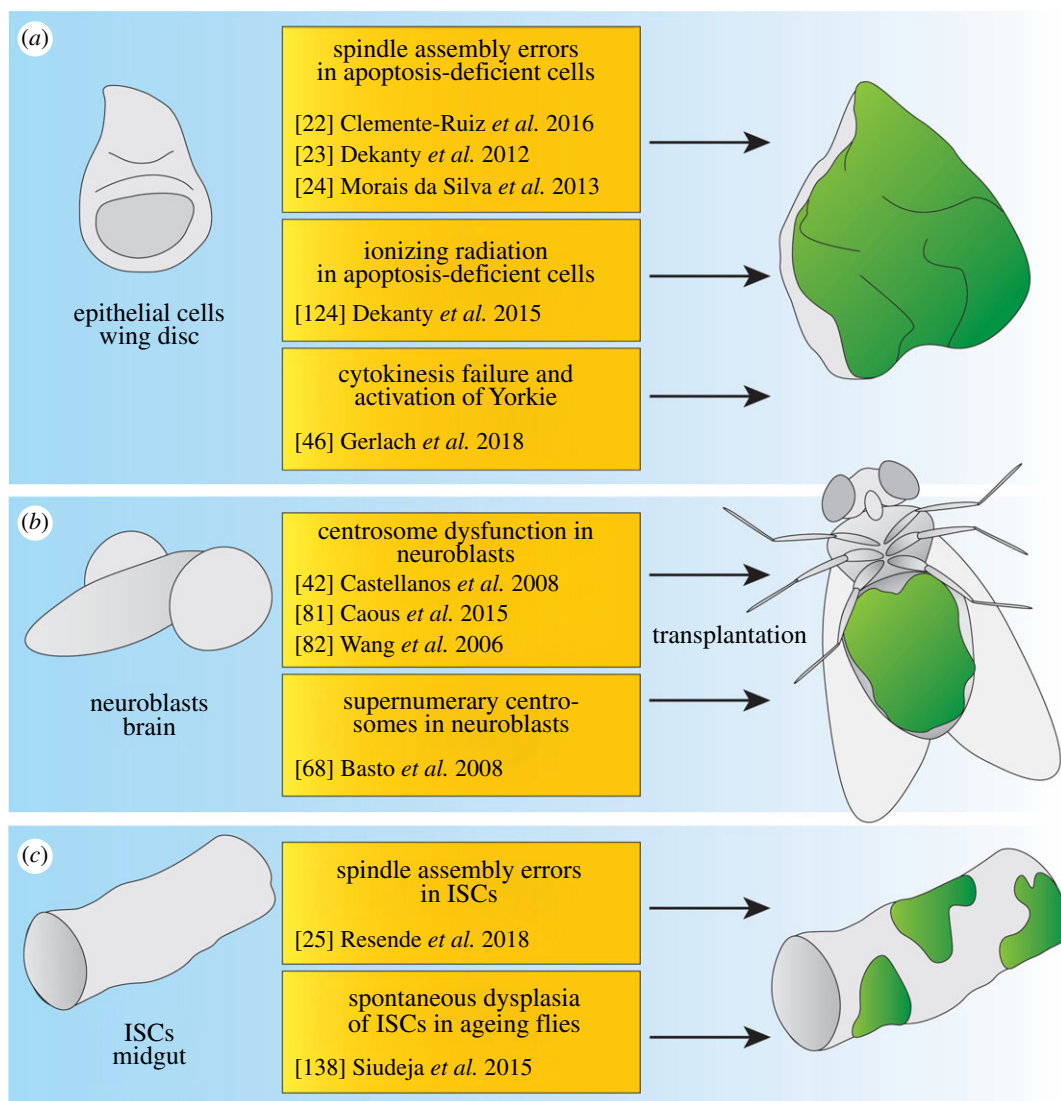 (a)
spindle assembly errors
in apoptosis-deficient cells
[22] Clemente-Ruiz et al. 2016
[23] Dekanty et al. 2012
[24] Morais da Silva et al. 2013
ionizing radiation
in apoptosis-deficient cells
[124] Dekanty et al. 2015
epithelial cells
wing disc
cytokinesis failure and
activation of Yorkie
[46] Gerlach et al. 2018
(b)
centrosome dysfunction in
neuroblasts
[42] Castellanos et al. 2008
[81] Caous et al. 2015
[82] Wang et al. 2006
transplantation
neuroblasts
brain
supernumerary centro-
somes in neuroblasts
[68] Basto et al. 2008
(c)
spindle assembly errors
in ISCs
[25] Resende et al. 2018
spontaneous dysplasia
of ISCs in ageing flies
[138] Siudeja et al. 2015
ISCs
midgut